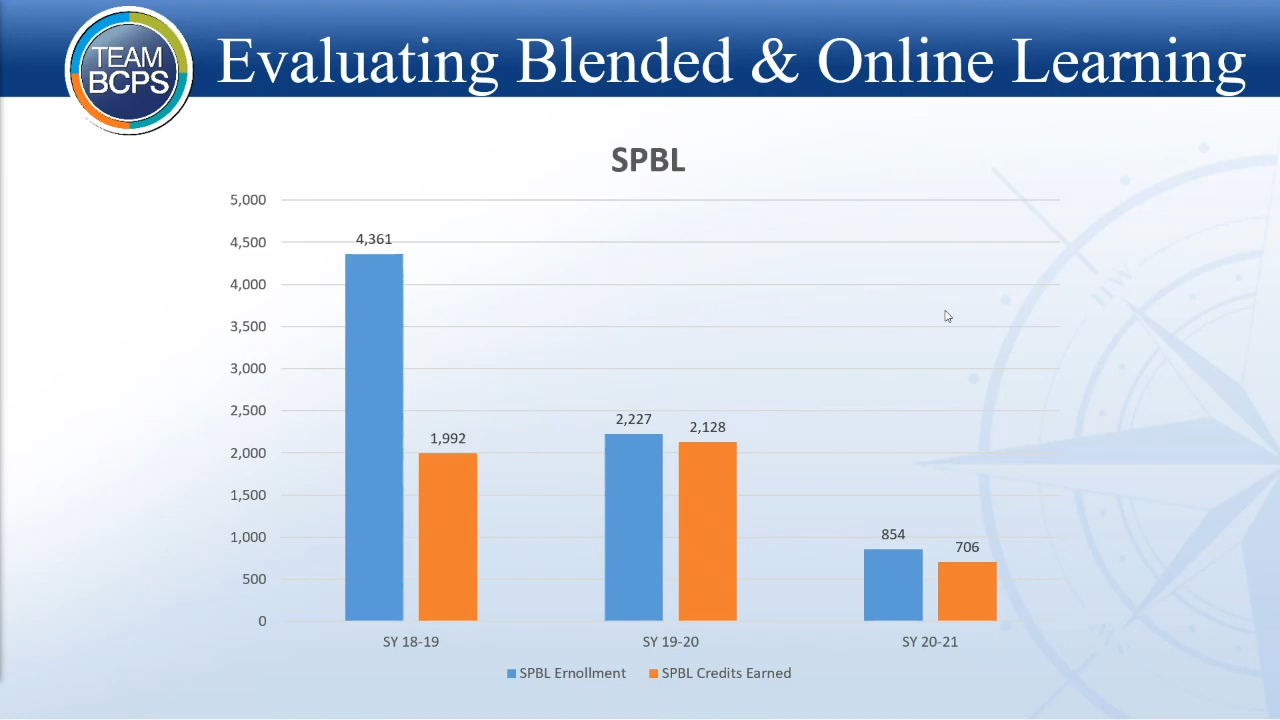 TEAM
BCPS
Evaluating Blended & Online Learning
SPBL
5,000
4,500
4,000
3,500
3,000
2,500
2,000
1,500
1,000
500
0
4,361
1,992
2,227
2,128
854
706
SY 18-19
SY 19-20
SY 20-21
SPBL Ernollment
SPBL Credits Earned